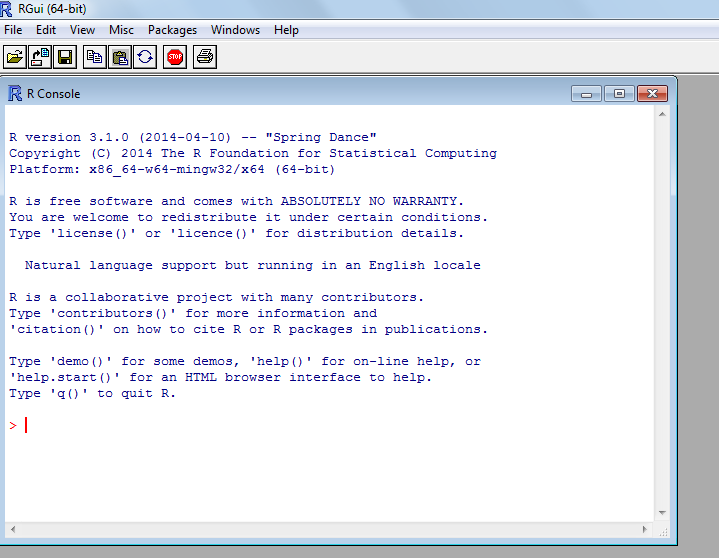 RGui (64-bit)
File Edit View Misc Packages Windows Help
STOP
R Console
R version 3.1.0 (2014-04-10) -- "Spring Dance"
Copyright (C) 2014 The R Foundation for Statistical Computing
Platform: x86_64-w64-mingw32/x64 (64-bit)
R is free software and comes with ABSOLUTELY NO WARRANTY.
You are welcome to redistribute it under certain conditions.
Type 'license()' or 'licence()' for distribution details.
Natural language support but running in an English locale
R is a collaborative project with many contributors.
Type 'contributors()' for more information and
'citation()' on how to cite R or R packages in publications.
Type 'demo()' for some demos, 'help()' for on-line help, or
'help.start()' for an HTML browser interface to help.
Type 'q()' to quit R.
>